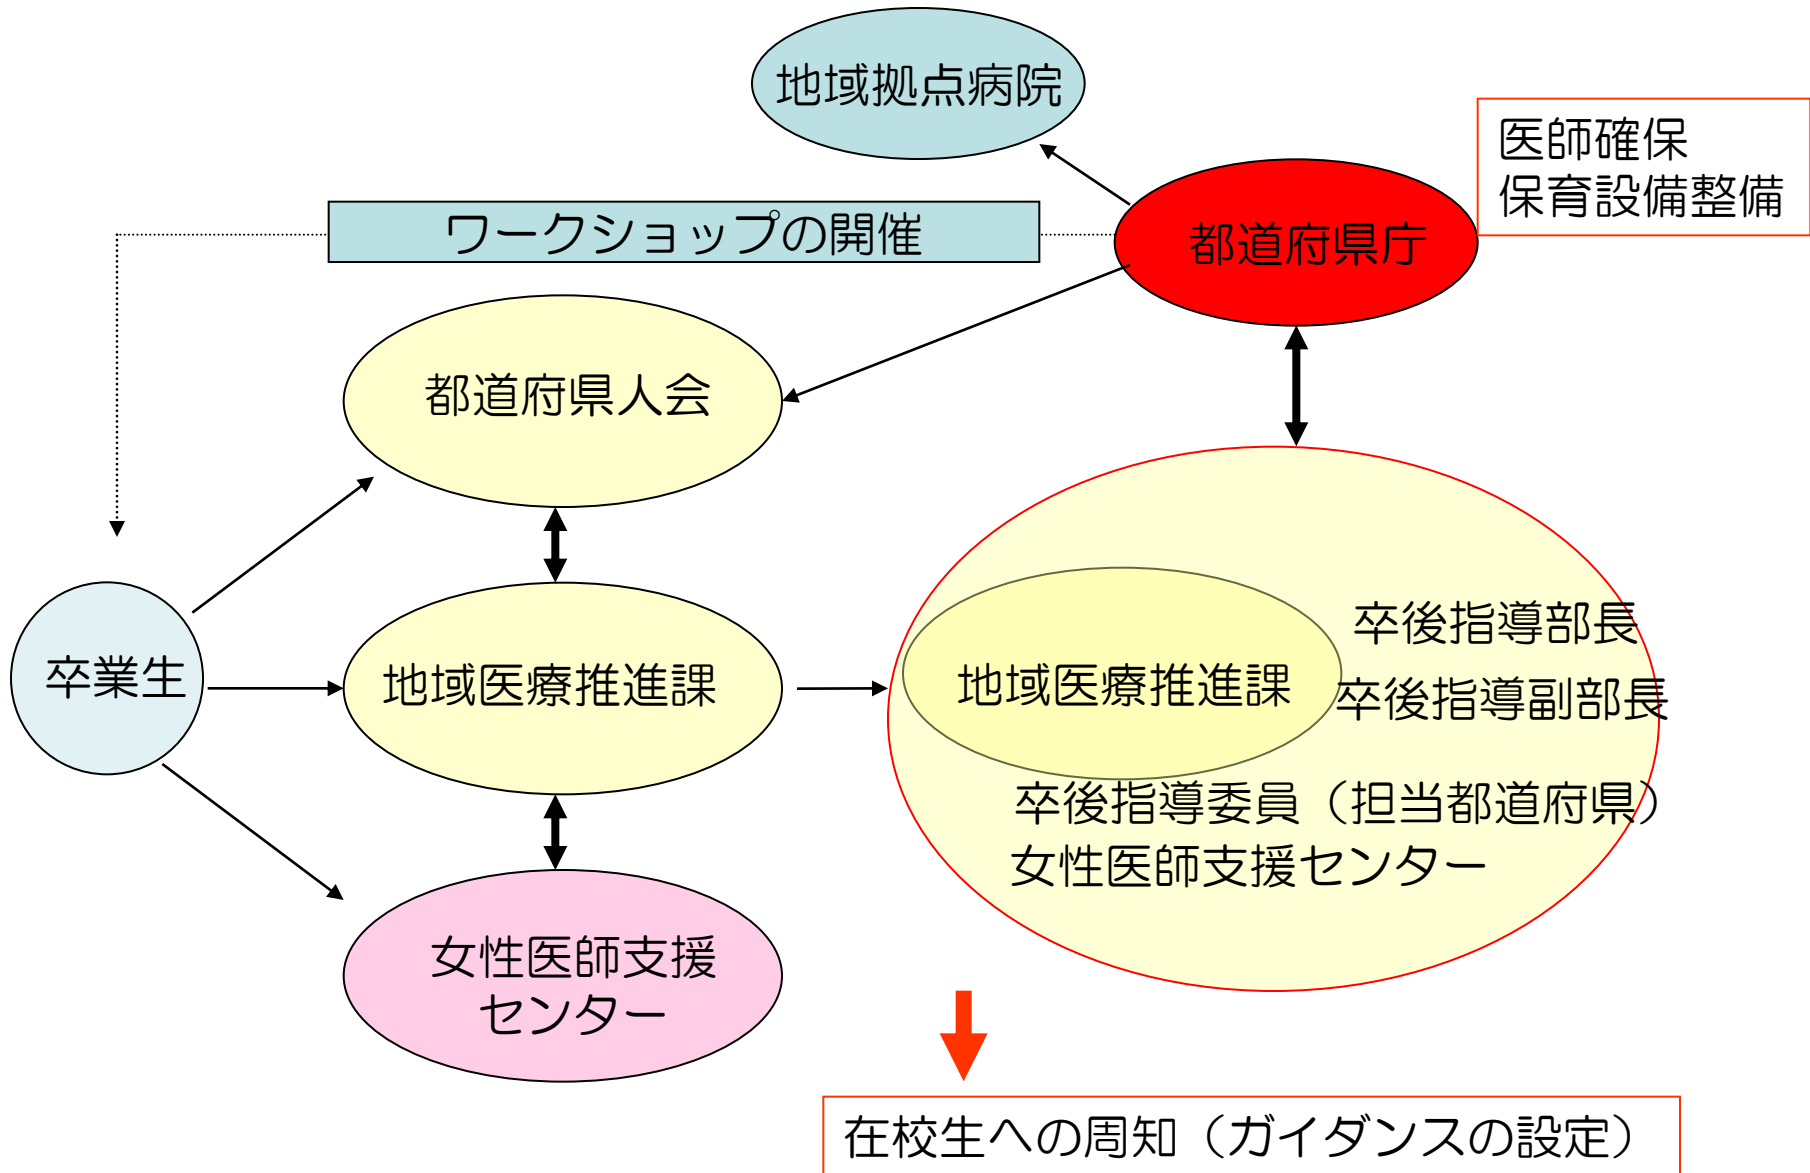 地域拠点病院
医師確保
保育設備整備
ワークショップの開催
都道府県庁
都道府県人会
卒業生
地域医療推進課
地域医療推進課
卒後指導部長
卒後指導副部長
卒後指導委員（担当都道府県）
女性医師支援センター
女性医師支援
センター
在校生への周知（ガイダンスの設定）